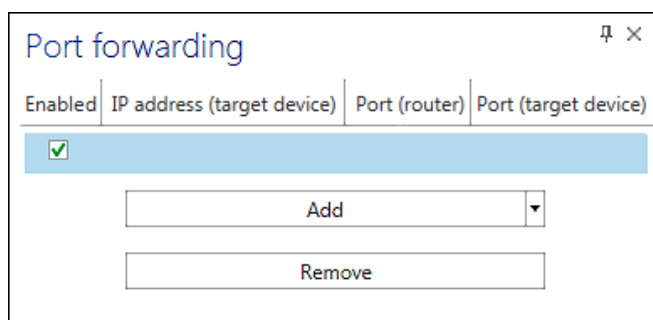 Port forwarding
Enabled IP address (target device) Port (router) Port (target device)
Add
Remove